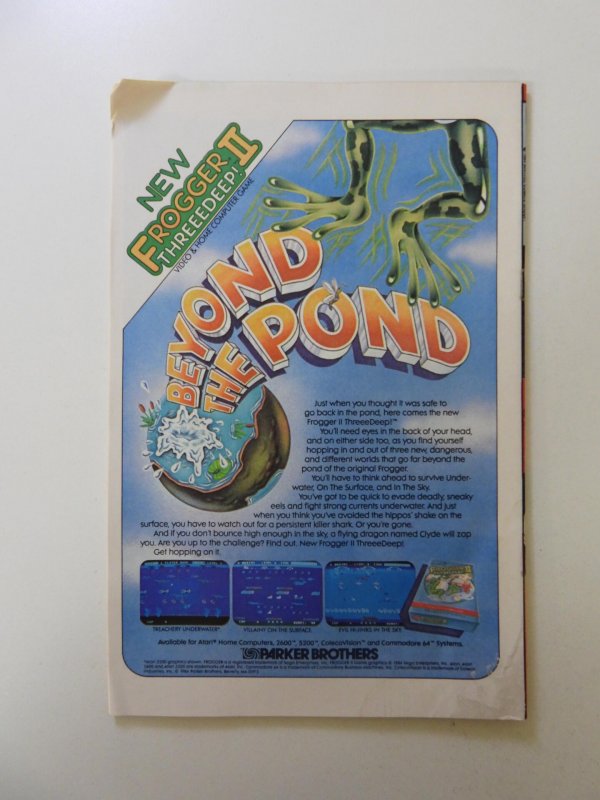 NEW
FROGGER II
THREEEDEEP!
VIDEO & HOME COMPUTER GAME
BEYOND
THE POND
Just when you thought it was safe to
go back in the pond, here comes the new
Frogger II ThreeeDeep!™
You'll need eyes in the back of your head,
and on either side too, as you find yourself
hopping in and out of three new, dangerous,
and different worlds that go far beyond the
pond of the original Frogger.
You'll have to think ahead to survive Under-
water, On The Surface, and In The Sky.
You've got to be quick to evade deadly, sneaky
eels and fight strong currents underwater. And just
when you think you've avoided the hippos' snake on the
surface, you have to watch out for a persistent killer shark. Or you're gone.
And if you don't bounce high enough in the sky, a flying dragon named Clyde will zap
you. Are you up to the challenge? Find out. New Frogger II ThreeeDeep!
Get hopping on it.
TREACHERY UNDERWATER*
VILLAINY ON THE SURFACE
EVIL HIJINKS IN THE SKY
Available for Atari® Home Computers, 2600™, 5200™, ColecoVision™ and Commodore 64™ Systems.
PARKER BROTHERS